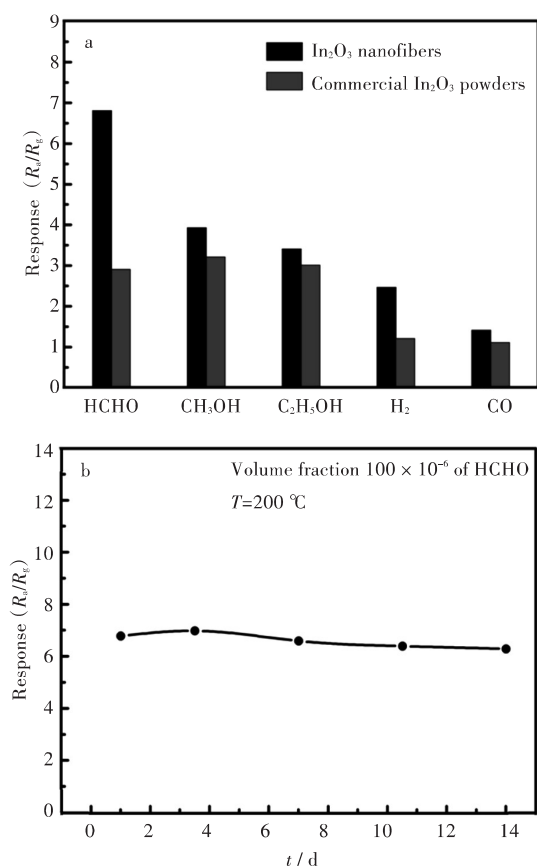 a
In₂O₃ nanofibers
Commercial In₂O₃ powders
Response (Rₐ/R_g)
9
8
7
6
5
4
3
2
1
0
HCHO CH₃OH C₂H₅OH H₂ CO
b
Volume fraction 100 × 10⁻⁶ of HCHO
T=200 ℃
Response (Rₐ/R_g)
14
12
10
8
6
4
2
0
0 2 4 6 8 10 12 14
t / d